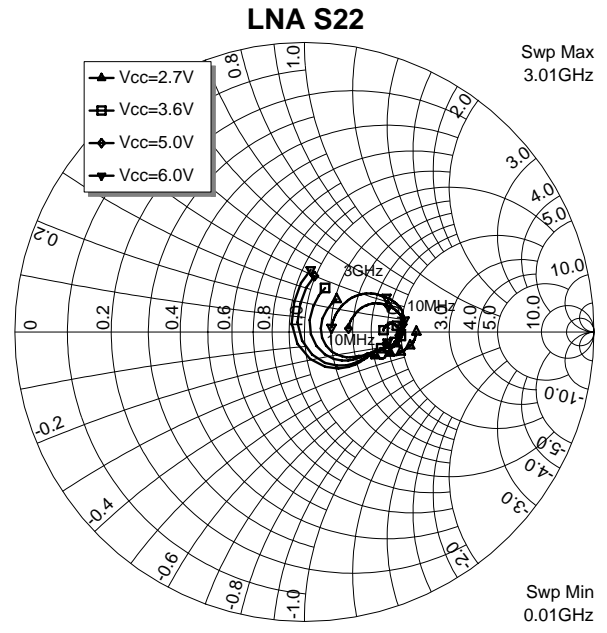 LNA S22
Swp Max
3.01GHz
Vcc=2.7V
Vcc=3.6V
Vcc=5.0V
Vcc=6.0V
0.8
1.0
2.0
3.0
4.0
5.0
10.0
0.2
3GHz
10MHz
10MHz
0
0.2
0.4
0.6
0.8
3.0
4.0
5.0
10.0
-0.2
-10.0
-5.0
-4.0
-3.0
-0.4
-0.6
-0.8
-1.0
-2.0
Swp Min
0.01GHz